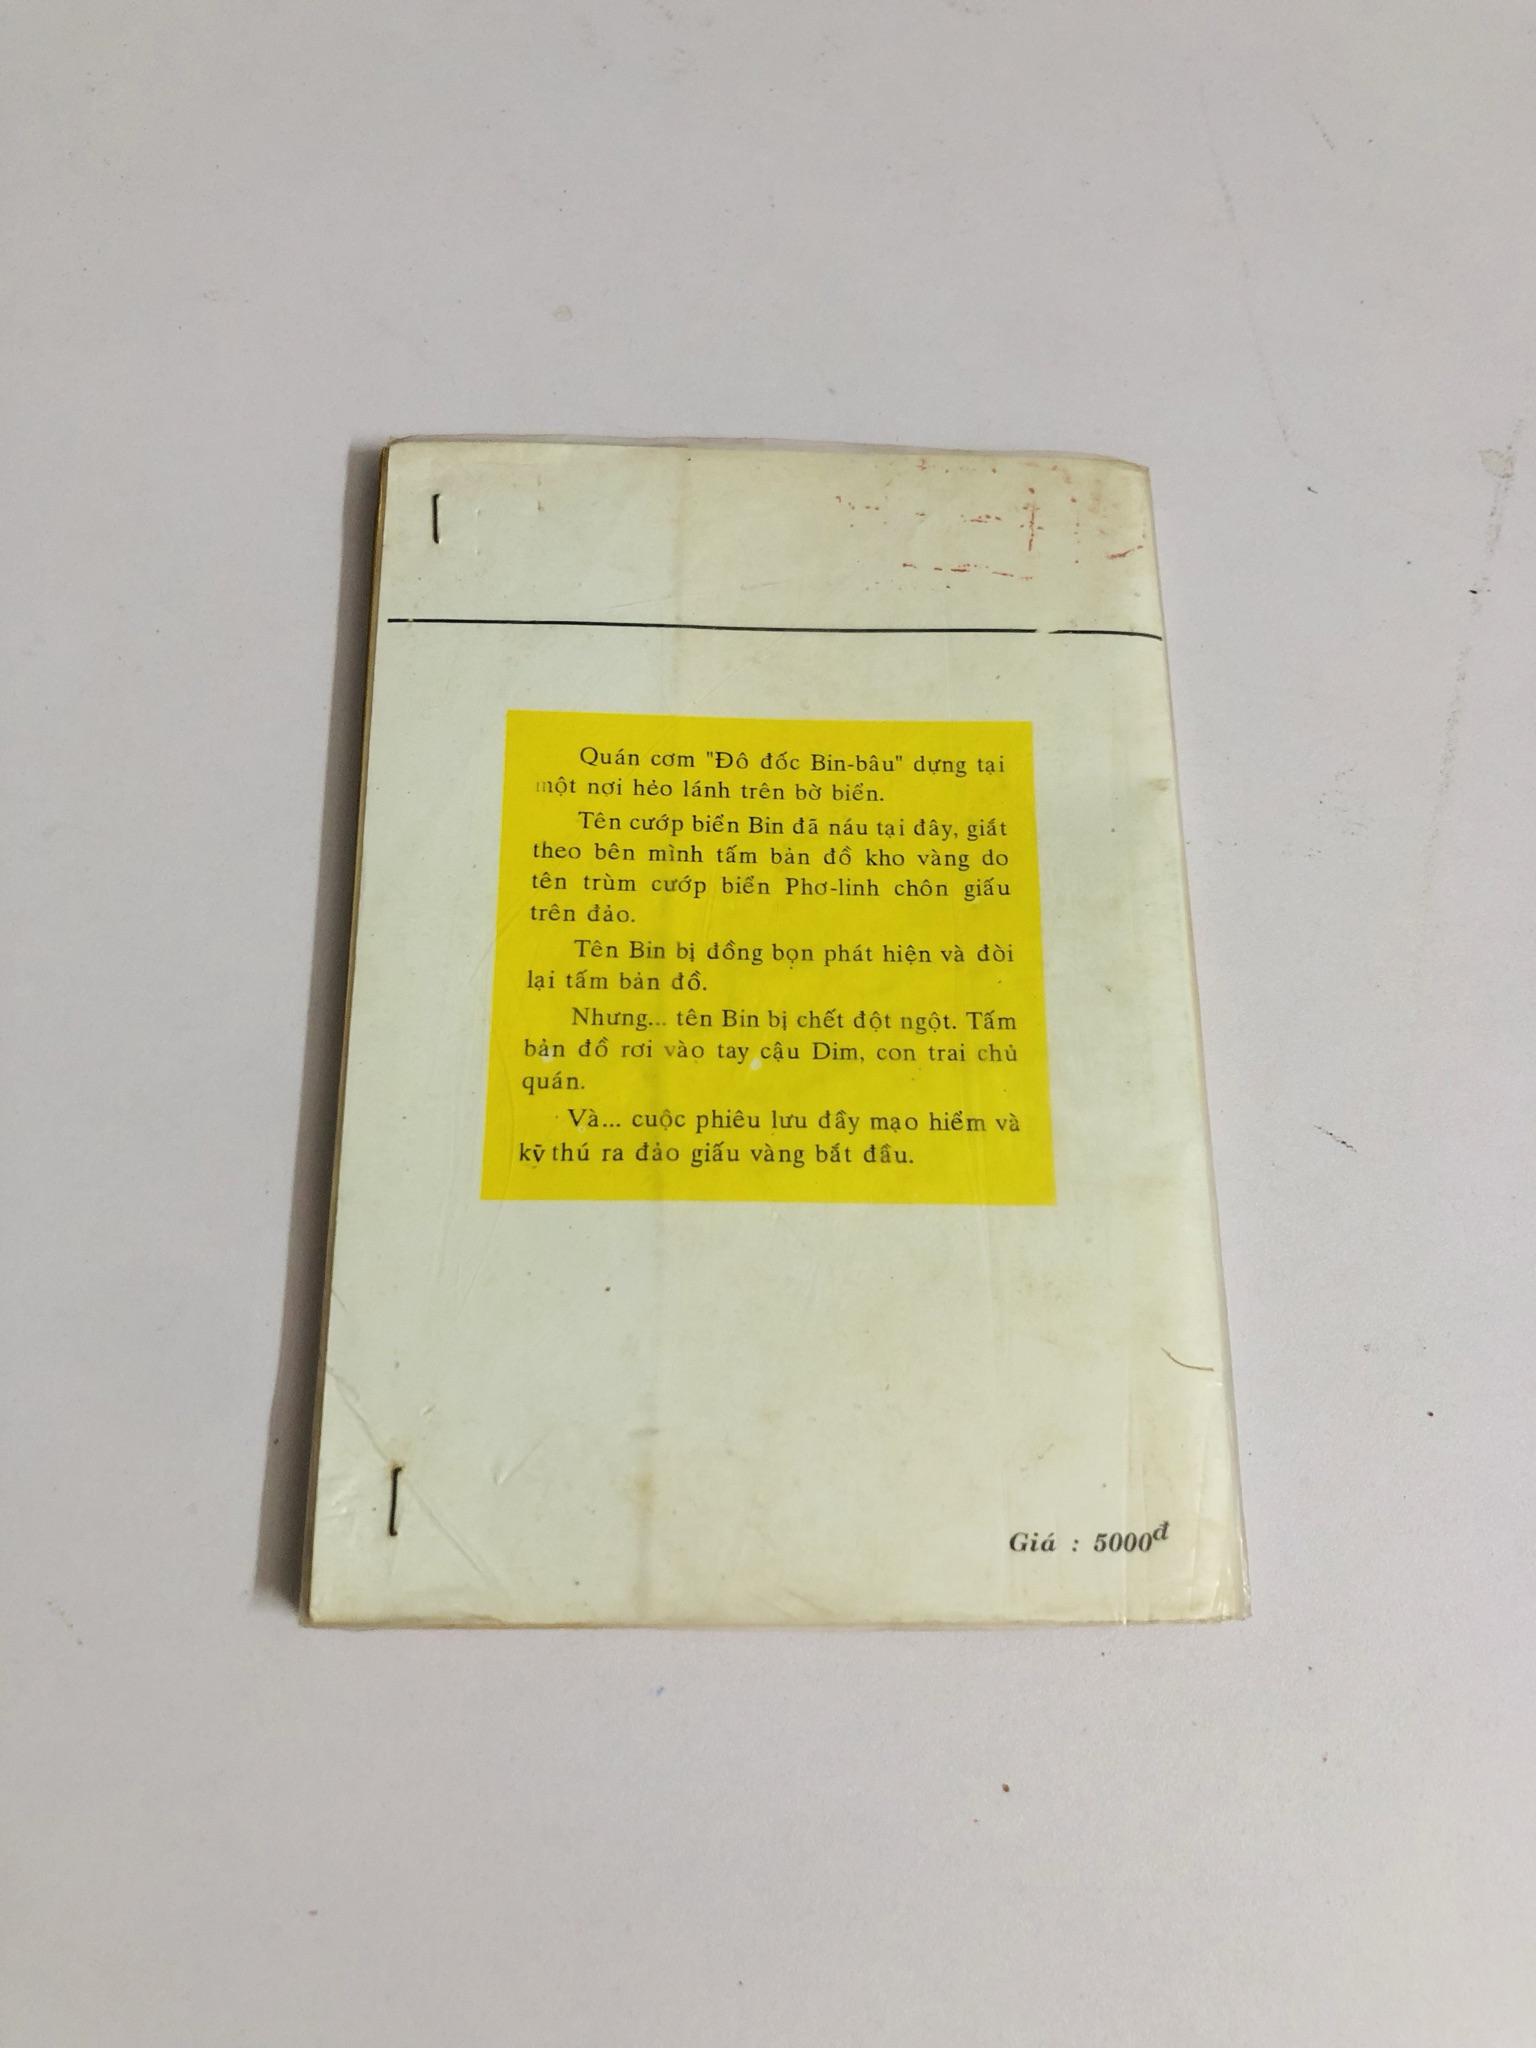 Quán cơm "Đô đốc Bin-bâu" dựng tại
một nơi hẻo lánh trên bờ biển.
Tên cướp biển Bin đã náu tại đây, giắt
theo bên mình tấm bản đồ kho vàng do
tên trùm cướp biển Phơ-linh chôn giấu
trên đảo.
Tên Bin bị đồng bọn phát hiện và đòi
lại tấm bản đồ.
Nhưng... tên Bin bị chết đột ngột. Tấm
bản đồ rơi vào tay cậu Dim, con trai chủ
quán.
Và... cuộc phiêu lưu đầy mạo hiểm và
kỳ thú ra đảo giấu vàng bắt đầu.
Giá : 5000đ